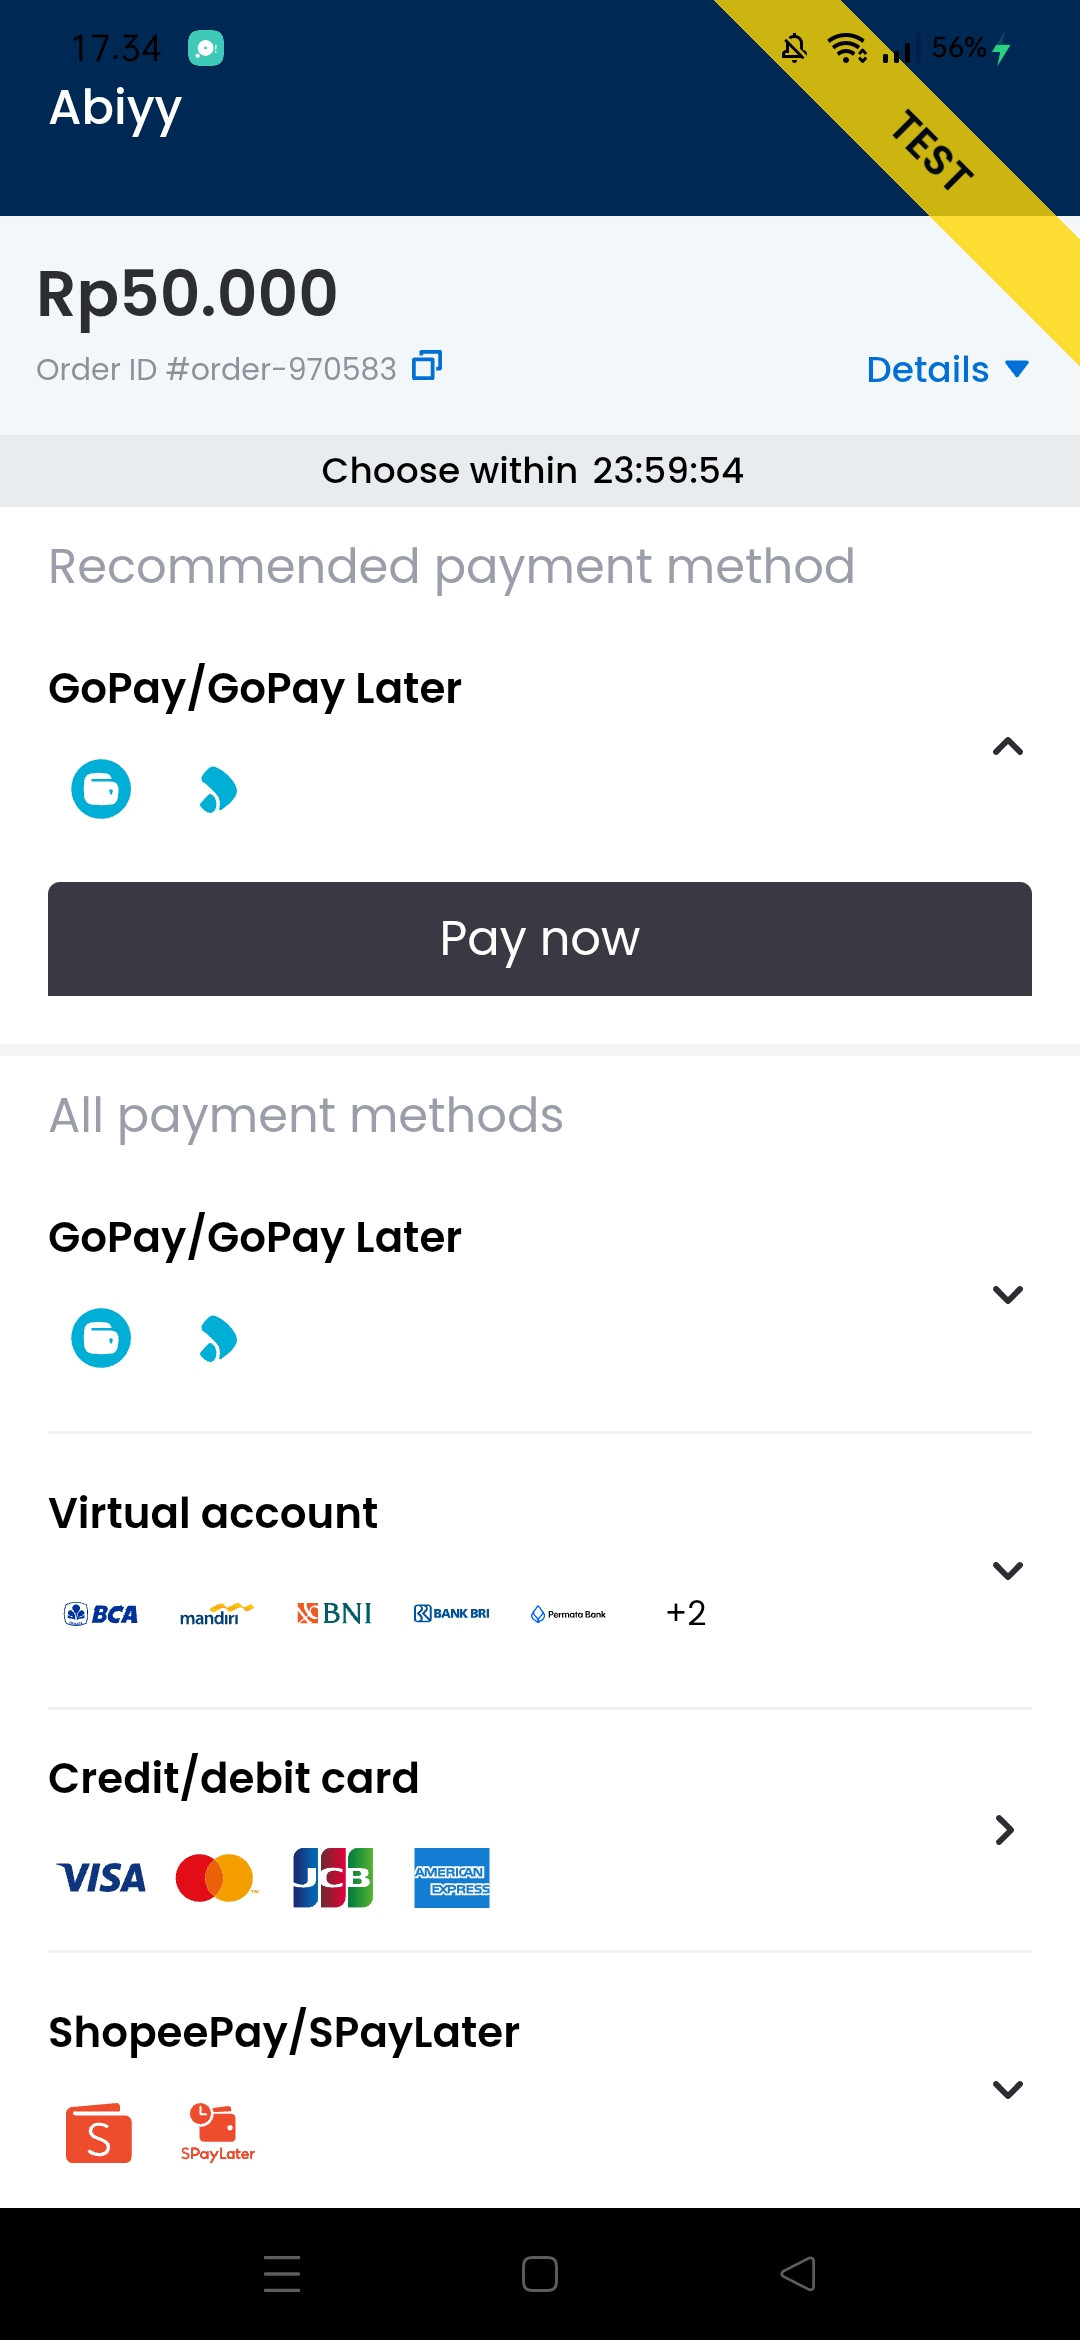 17.34
56%
Abiyy
TEST
Rp50.000
Order ID #order-970583
Details
Choose within 23:59:54
Recommended payment method
GoPay/GoPay Later
Pay now
All payment methods
GoPay/GoPay Later
Virtual account
BCA mandiri BNI BANK BRI Permata Bank +2
Credit/debit card
VISA JCB AMERICAN EXPRESS
ShopeePay/SPayLater
S SPayLater